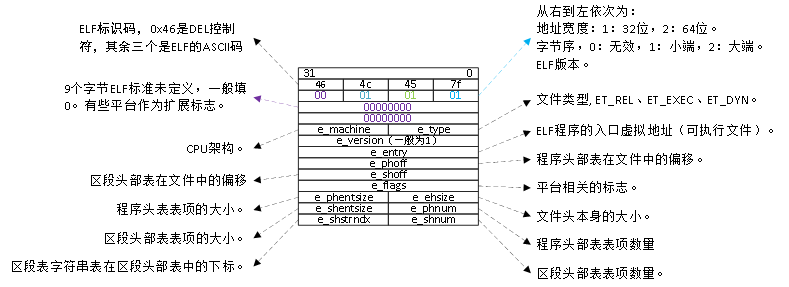 ELF标识码，0x46是DEL控制
符，其余三个是ELF的ASCII码
从右到左依次为：
地址宽度：1：32位，2：64位。
字节序，0：无效，1：小端，2：大端。
ELF版本。
9个字节ELF标准未定义，一般填
0。有些平台作为扩展标志。
31 0
46 4c 45 7f
00 01 01 01
00000000
00000000
e_machine e_type
e_version（一般为1）
e_entry
e_phoff
e_shoff
e_flags
e_phentsize e_ehsize
e_shentsize e_phnum
e_shstrndx e_shnum
CPU架构。
区段头部表在文件中的偏移
程序头表表项的大小。
区段头部表项的大小。
区段表字符串表在区段头部表中的下标。
文件类型, ET_REL、ET_EXEC、ET_DYN。
ELF程序的入口虚拟地址（可执行文件）。
程序头部表在文件中的偏移。
平台相关的标志。
文件头本身的大小。
程序头部表表项数量
区段头部表表项数量。